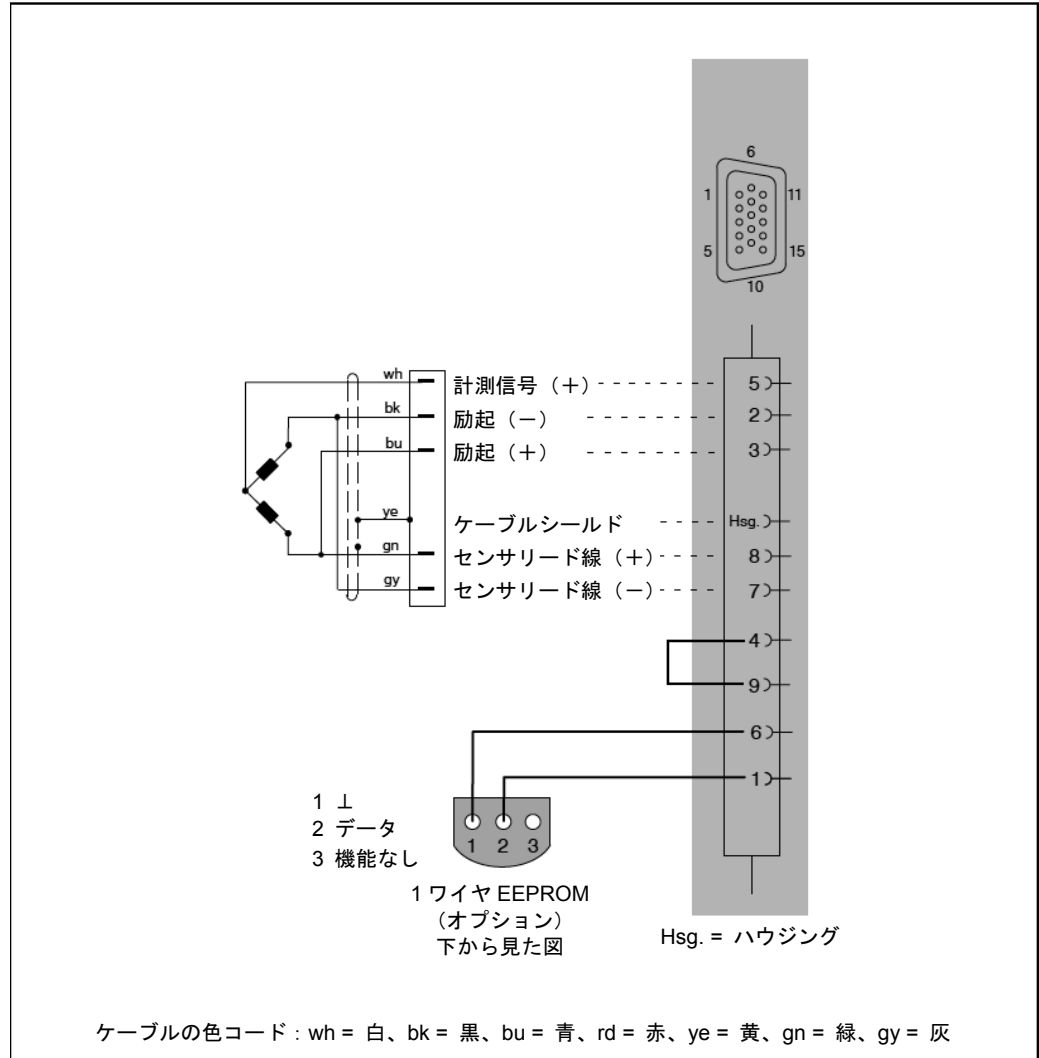 6
1
11
5
15
10
wh 計測信号（＋） 5
bk 励起（－） 2
bu 励起（＋） 3
ye ケーブルシールド Hsg.
gn センサリード線（＋） 8
gy センサリード線（－） 7
4
9
6
1
1 ⊥
2 データ
3 機能なし
1 2 3
1 ワイヤ EEPROM
（オプション）
下から見た図
Hsg. = ハウジング
ケーブルの色コード：wh = 白、bk = 黒、bu = 青、rd = 赤、ye = 黄、gn = 緑、gy = 灰